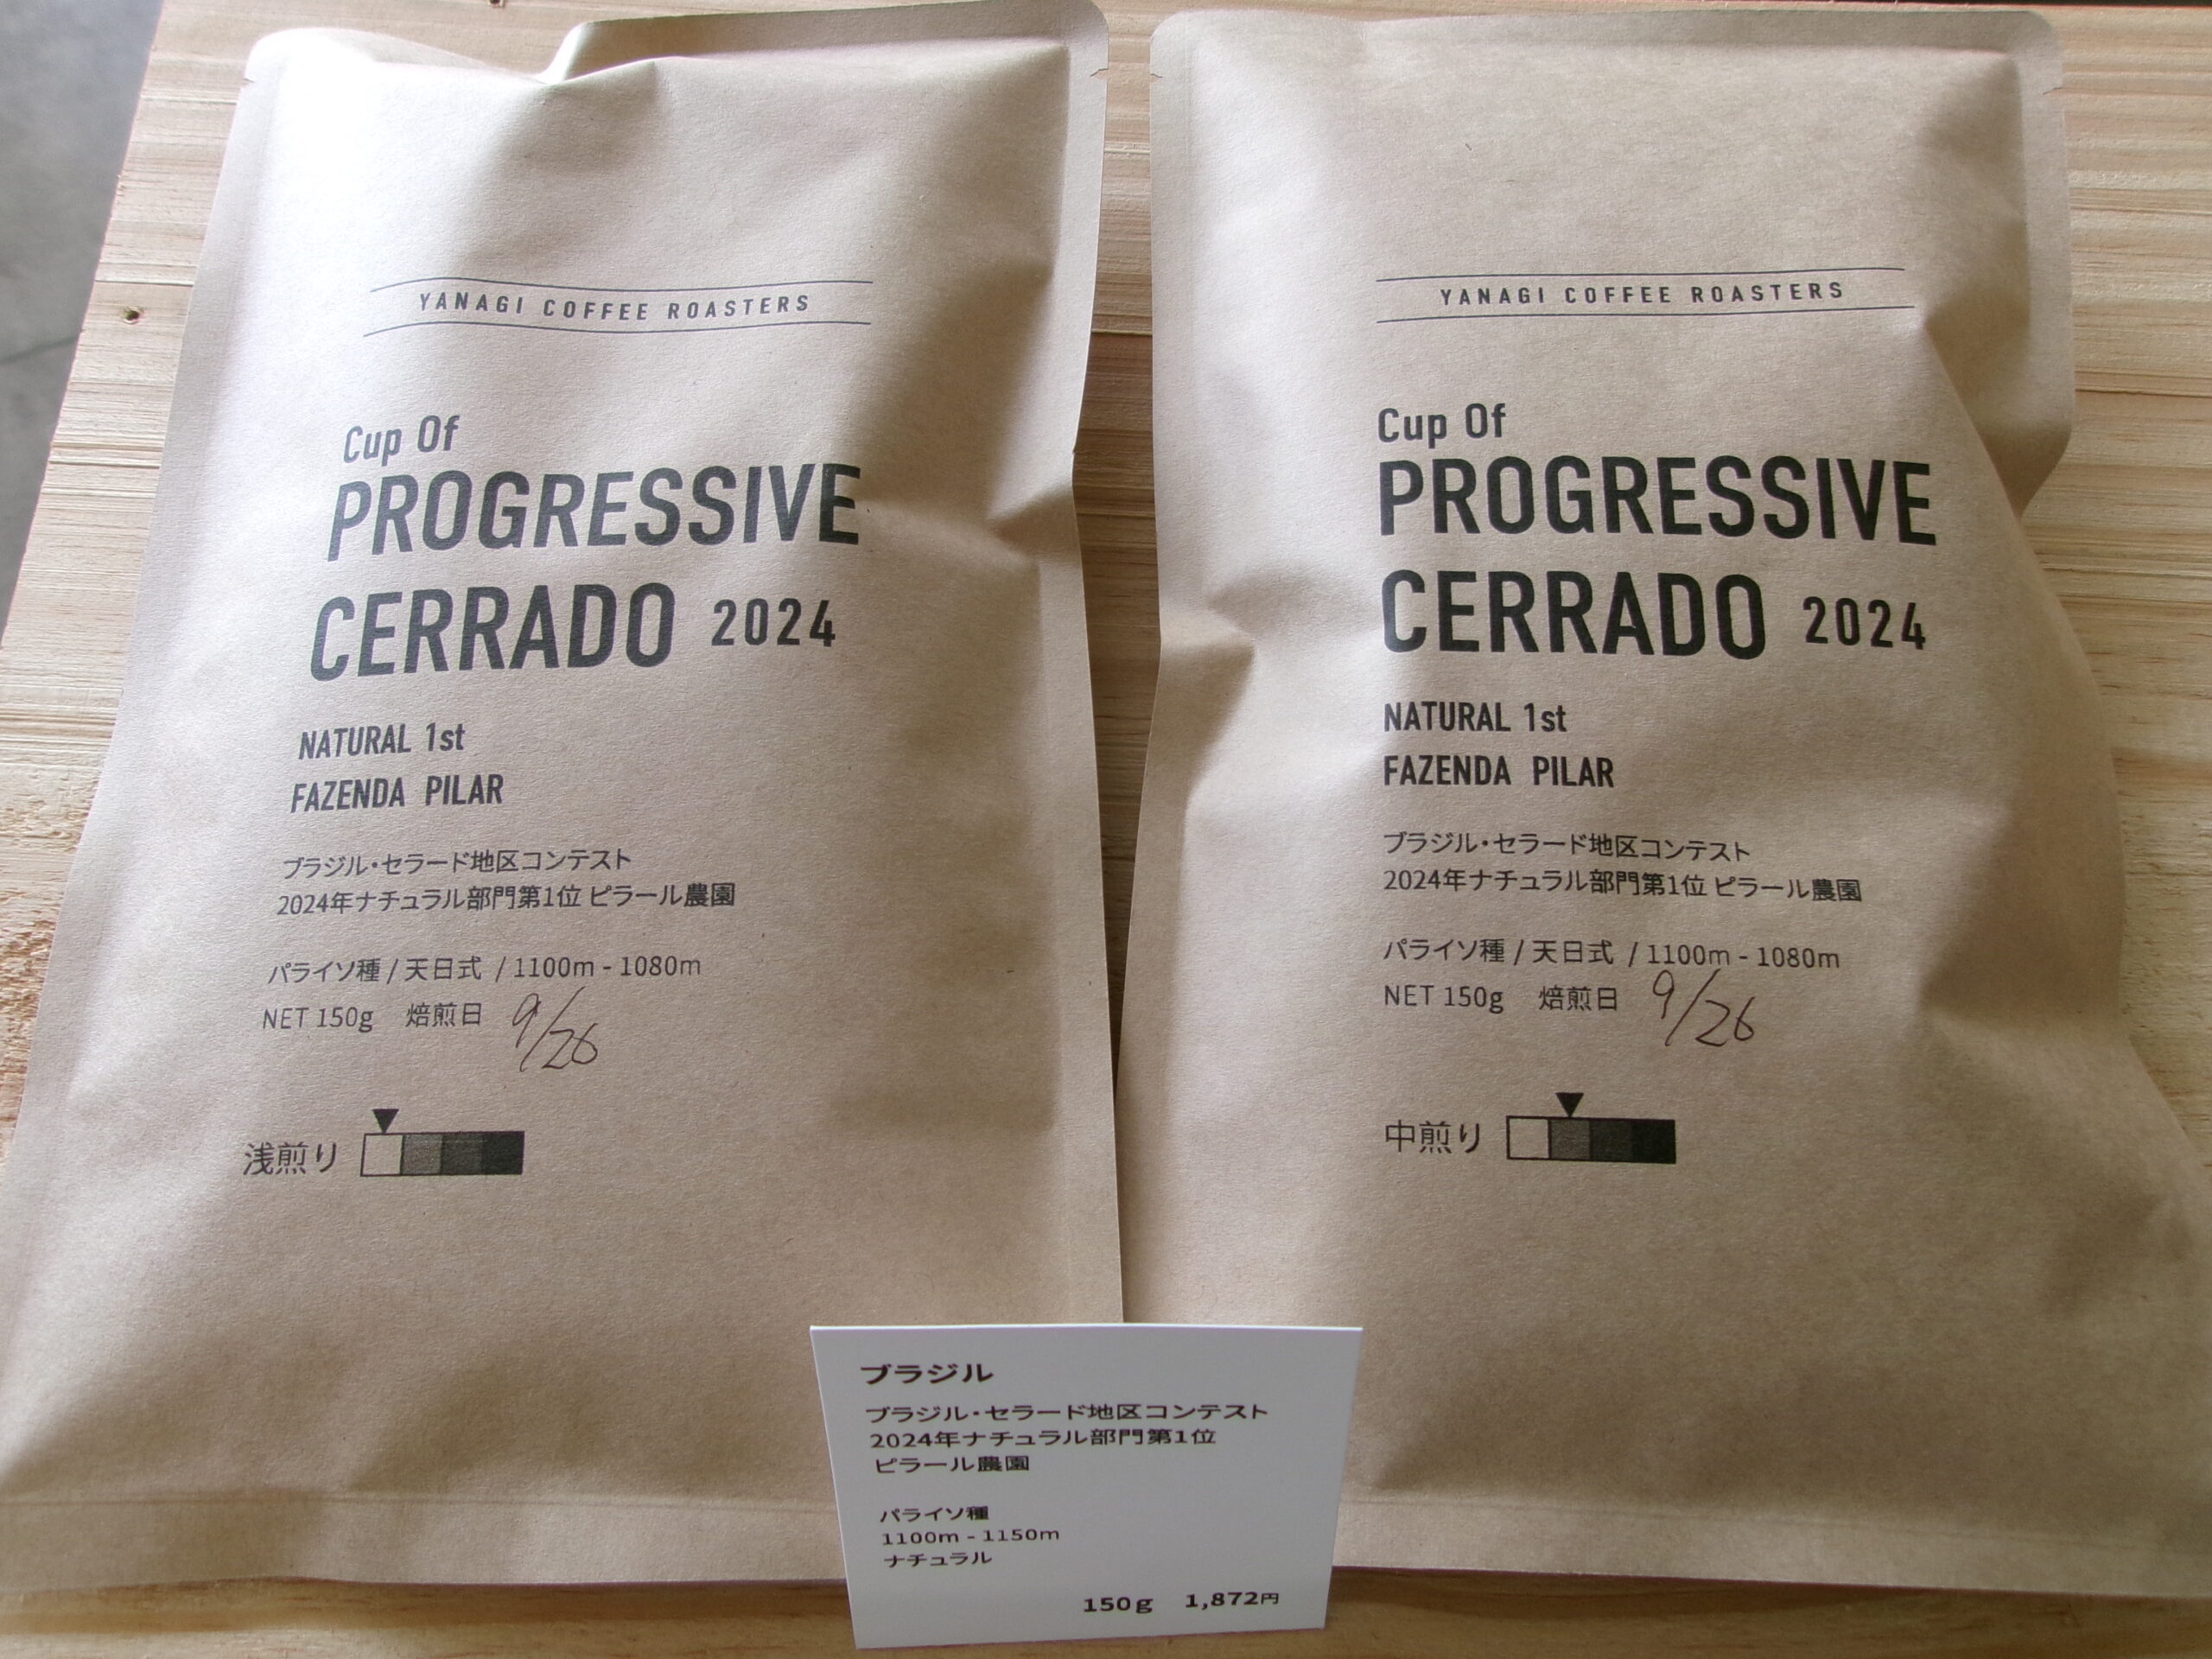 YANAGI COFFEE ROASTERS
Cup Of
PROGRESSIVE
CERRADO 2024
NATURAL 1st
FAZENDA PILAR
ブラジル・セラード地区コンテスト
2024年ナチュラル部門第1位 ピラール農園
パライソ種 / 天日式 / 1100m - 1080m
NET 150g 焙煎日 9/26
浅煎り
YANAGI COFFEE ROASTERS
Cup Of
PROGRESSIVE
CERRADO 2024
NATURAL 1st
FAZENDA PILAR
ブラジル・セラード地区コンテスト
2024年ナチュラル部門第1位 ピラール農園
パライソ種 / 天日式 / 1100m - 1080m
NET 150g 焙煎日 9/26
中煎り
ブラジル
ブラジル・セラード地区コンテスト
2024年ナチュラル部門第1位
ピラール農園
パライソ種
1100m - 1150m
ナチュラル
150g 1,872円